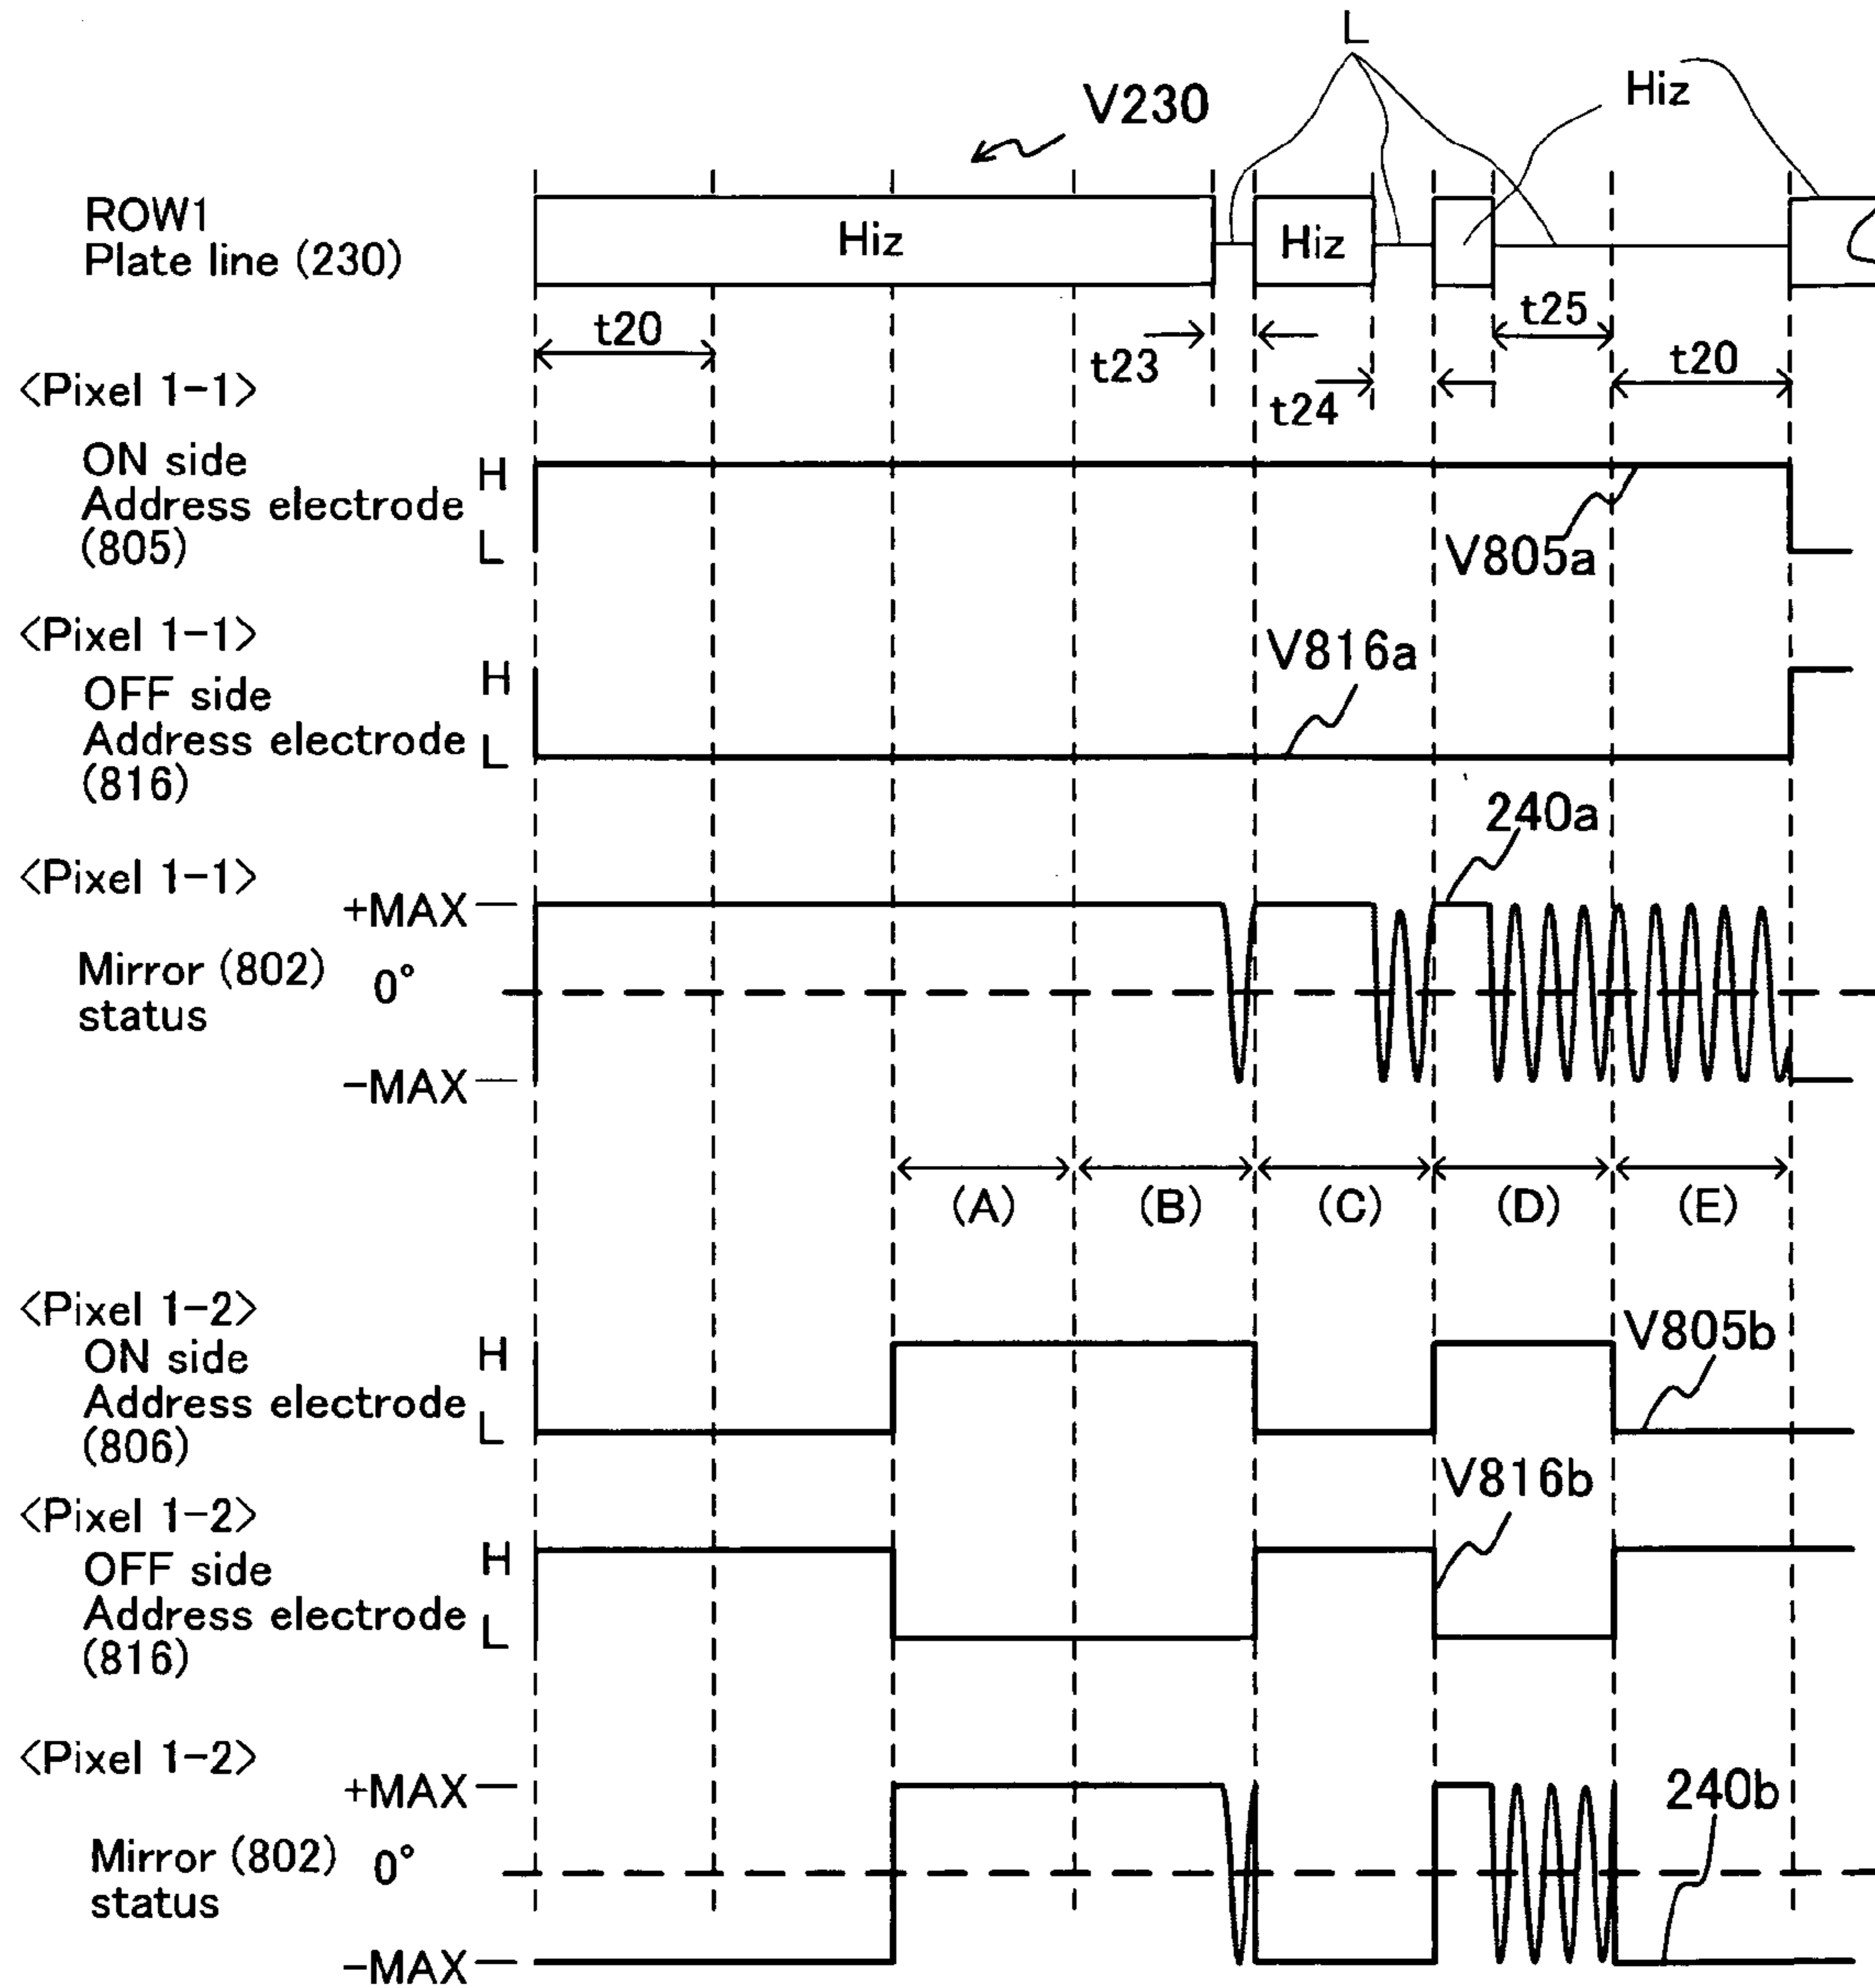 L
Hiz
V230
ROW1
Plate line (230)
Hiz
Hiz
t20
t23
t24
t25
t20
<Pixel 1-1>
ON side
Address electrode
(805)
H
L
V805a
<Pixel 1-1>
OFF side
Address electrode
(816)
H
L
V816a
<Pixel 1-1>
Mirror (802)
status
+MAX
0°
-MAX
240a
(A)
(B)
(C)
(D)
(E)
<Pixel 1-2>
ON side
Address electrode
(806)
H
L
V805b
<Pixel 1-2>
OFF side
Address electrode
(816)
H
L
V816b
<Pixel 1-2>
Mirror (802)
status
+MAX
0°
-MAX
240b